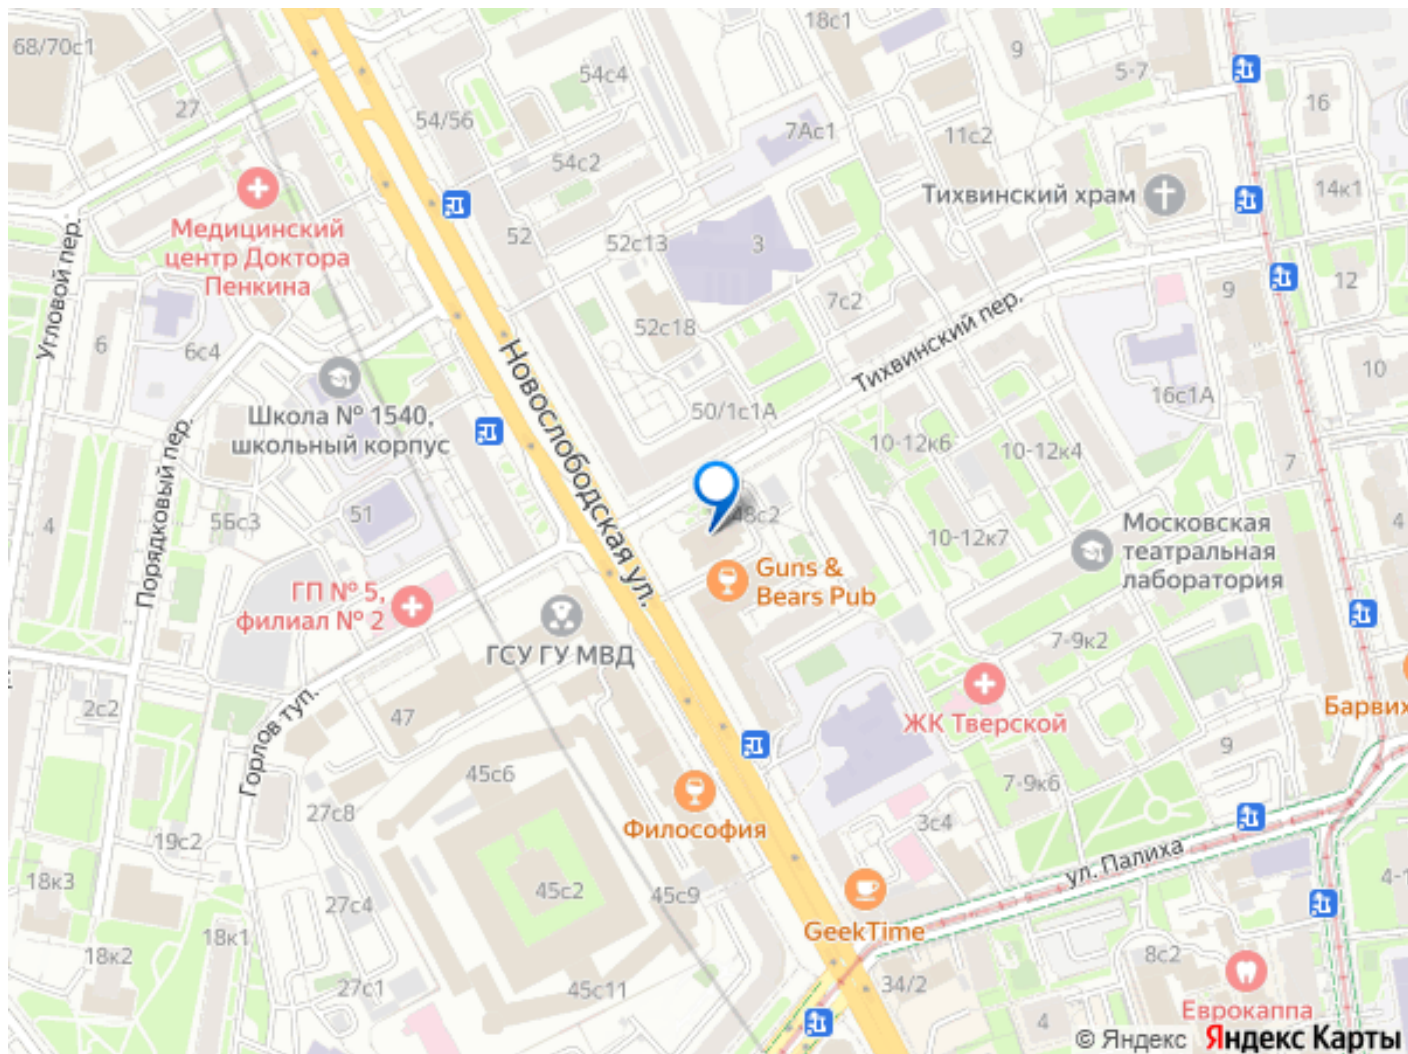 68/70с1
18с1
9
54с4
5-7
16
27
54/56
7Ас1
11с2
54с2
Тихвинский храм
14к1
Медицинский
центр Доктора
Пенкина
52
52с13
3
Угловой пер.
7с2
9
12
52с18
Тихвинский пер.
6
6с4
Новослободская ул.
10
Школа № 1540,
школьный корпус
50/1с1А
16с1А
10-12к6
10-12к4
7
Порядковый пер.
4
5Бс3
51
48с2
10-12к7
Московская
театральная
лаборатория
4
ГП № 5,
филиал № 2
Guns &
Bears Pub
ГСУ ГУ МВД
7-9к2
2с2
47
ЖК Тверской
Барвих
Горлов туп.
9
45с6
7-9к6
27с8
19с2
Философия
3с4
ул. Палиха
18к3
27с4
45с2
45с9
4-1
GeekTime
18к1
18к2
8с2
27с1
45с11
34/2
Еврокаппа
4
© Яндекс Яндекс Карты